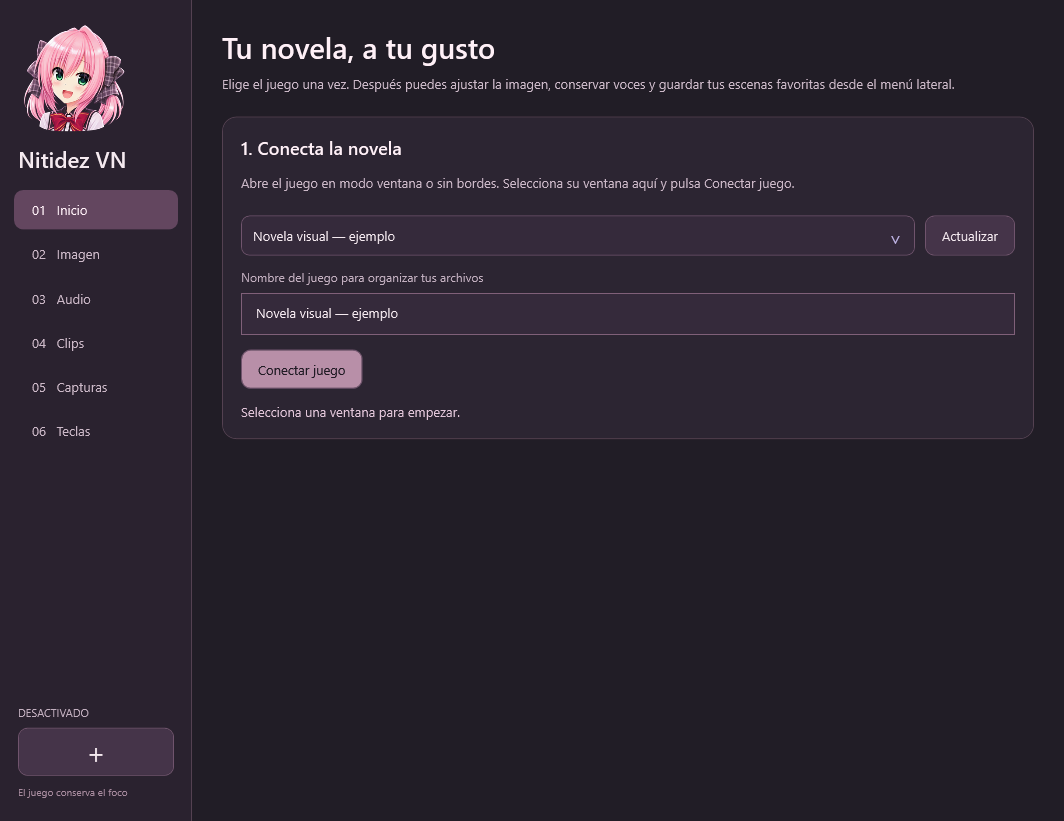 Nitidez VN
01 Inicio
02 Imagen
03 Audio
04 Clips
05 Capturas
06 Teclas
DESACTIVADO
+
El juego conserva el foco
Tu novela, a tu gusto
Elige el juego una vez. Después puedes ajustar la imagen, conservar voces y guardar tus escenas favoritas desde el menú lateral.
1. Conecta la novela
Abre el juego en modo ventana o sin bordes. Selecciona su ventana aquí y pulsa Conectar juego.
Novela visual — ejemplo
Actualizar
Nombre del juego para organizar tus archivos
Novela visual — ejemplo
Conectar juego
Selecciona una ventana para empezar.